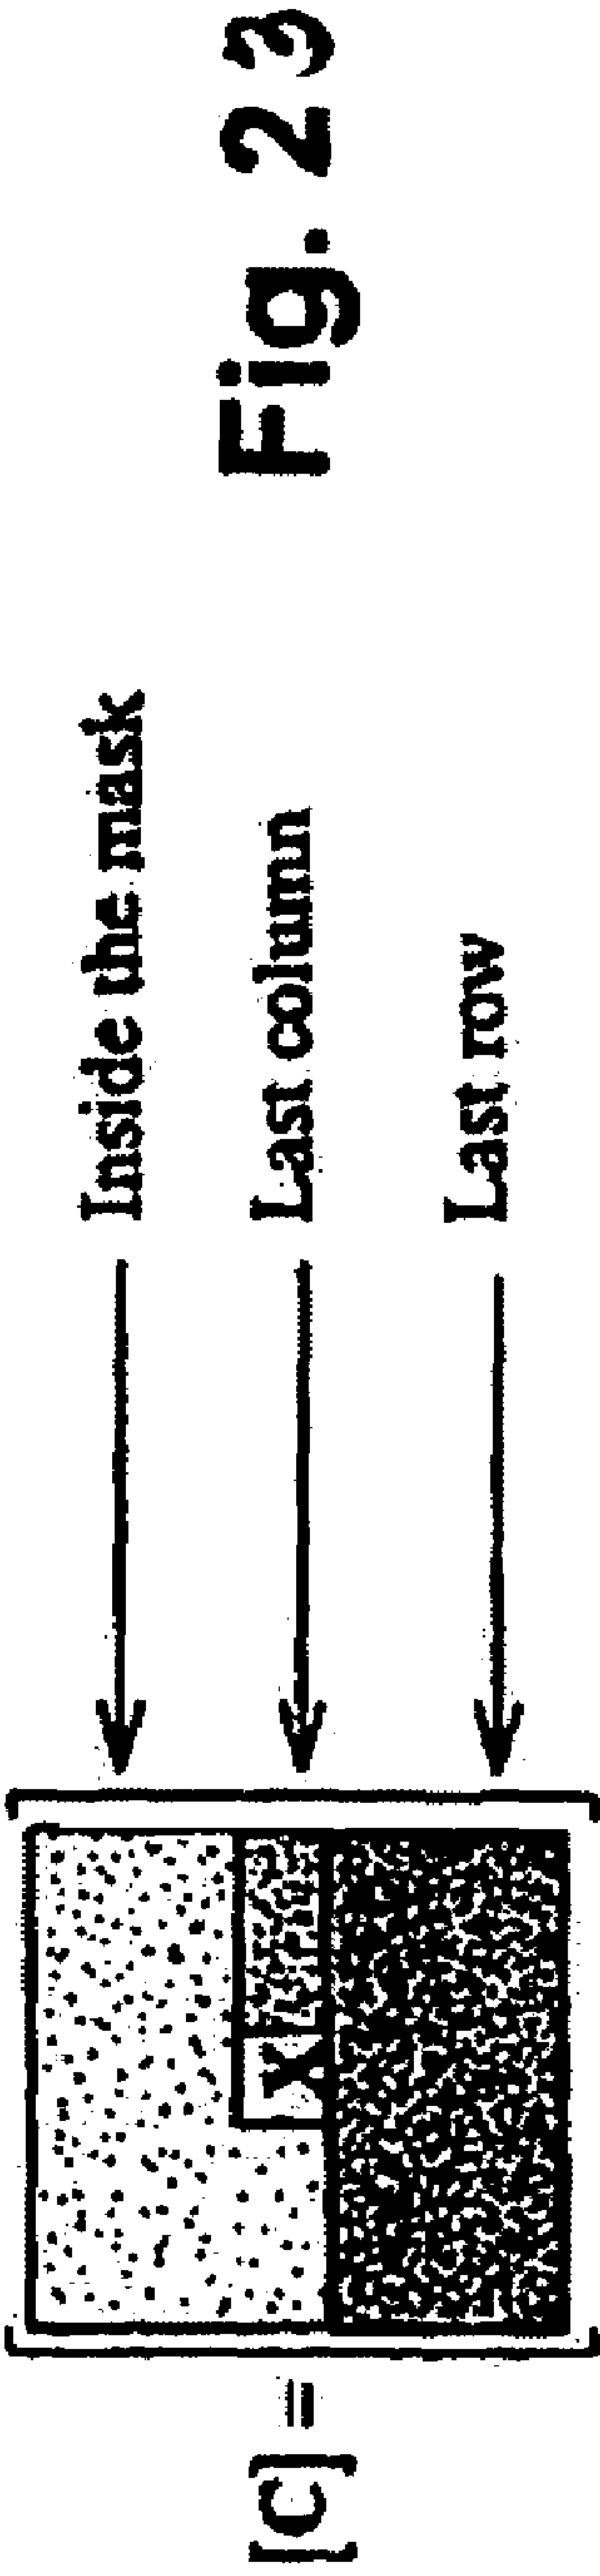 [C] =
X
Inside the mask
Last column
Last row
Fig. 23